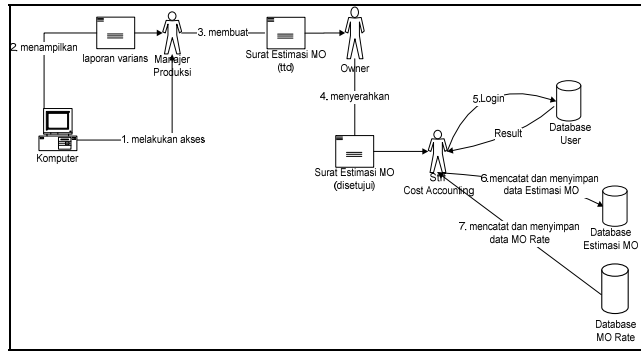 2. menampilkan
laporan varians
Manajer
Produksi
3. membuat
Surat Estimasi MO
(ttd)
Owner
4. menyerahkan
5.Login
Result
Database
User
Komputer
1. melakukan akses
Surat Estimasi MO
(disetujui)
Stff
Cost Accounting
6.mencatat dan menyimpan
data Estimasi MO
Database
Estimasi MO
7. mencatat dan menyimpan
data MO Rate
Database
MO Rate